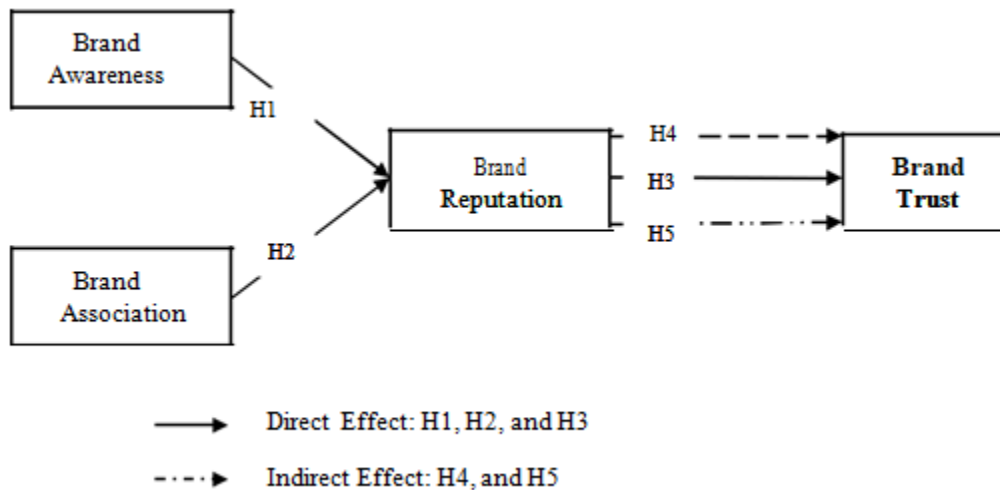 Brand
Awareness
H1
Brand
Reputation
H4
H3
H5
Brand
Trust
H2
Brand
Association
Direct Effect: H1, H2, and H3
Indirect Effect: H4, and H5